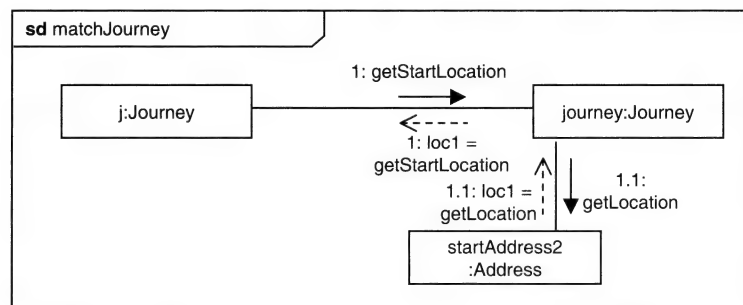 sd matchJourney
1: getStartLocation
j:Journey
journey:Journey
1: loc1 =
getStartLocation
1.1: loc1 =
getLocation
1.1:
getLocation
startAddress2
:Address